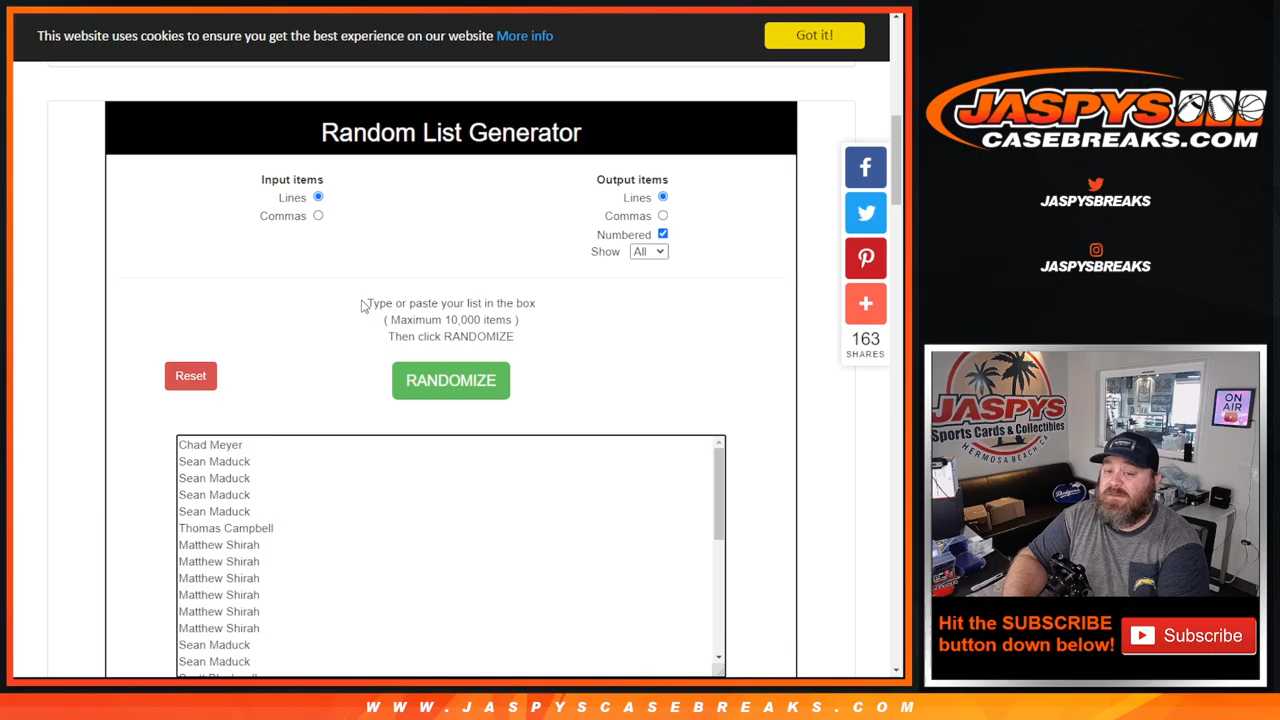 This website uses cookies to ensure you get the best experience on our website More info
Got it!
Random List Generator
Input items
Lines
Commas
Output items
Lines
Commas
Numbered
Show All
Type or paste your list in the box
( Maximum 10,000 items )
Then click RANDOMIZE
Reset
RANDOMIZE
Chad Meyer
Sean Maduck
Sean Maduck
Sean Maduck
Sean Maduck
Thomas Campbell
Matthew Shirah
Matthew Shirah
Matthew Shirah
Matthew Shirah
Matthew Shirah
Matthew Shirah
Sean Maduck
Sean Maduck
163
SHARES
JASPYS
CASEBREAKS.COM
JASPYSBREAKS
JASPYSBREAKS
JASPYS
Sports Cards & Collectibles
HERMOSA BEACH CA
ON
AIR
Dodgers
Hit the SUBSCRIBE
button down below!
Subscribe
WWW.JASPYSCASEBREAKS.COM